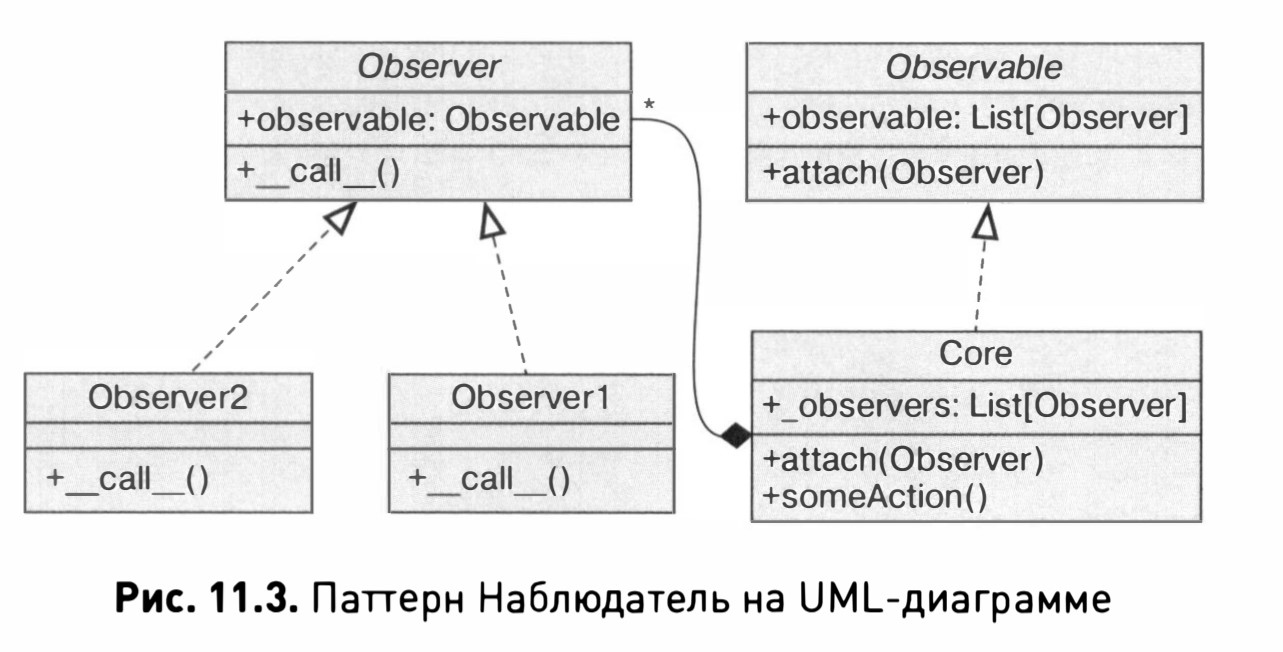 Observer
+observable: Observable
+__call__()
*
Observable
+observable: List[Observer]
+attach(Observer)
Observer2
+__call__()
Observer1
+__call__()
Core
+_observers: List[Observer]
+attach(Observer)
+someAction()
Рис. 11.3. Паттерн Наблюдатель на UML-диаграмме